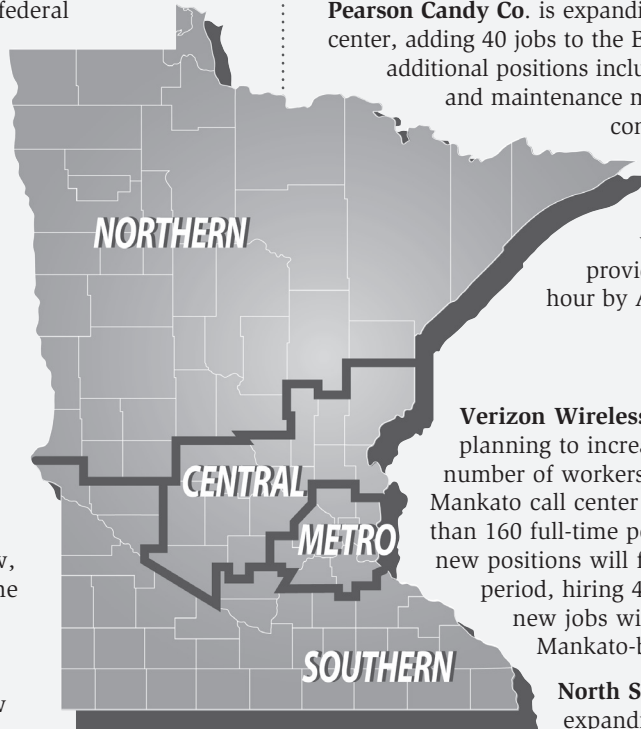 federal
Pearson Candy Co. is expandi
center, adding 40 jobs to the B
additional positions inclu
and maintenance m
con
provi
hour by A
NORTHERN
Verizon Wireless
planning to increa
number of workers
Mankato call center
than 160 full-time p
new positions will f
period, hiring 4
new jobs wi
Mankato-b
CENTRAL
METRO
SOUTHERN
w,
ne
w
North S
expandi